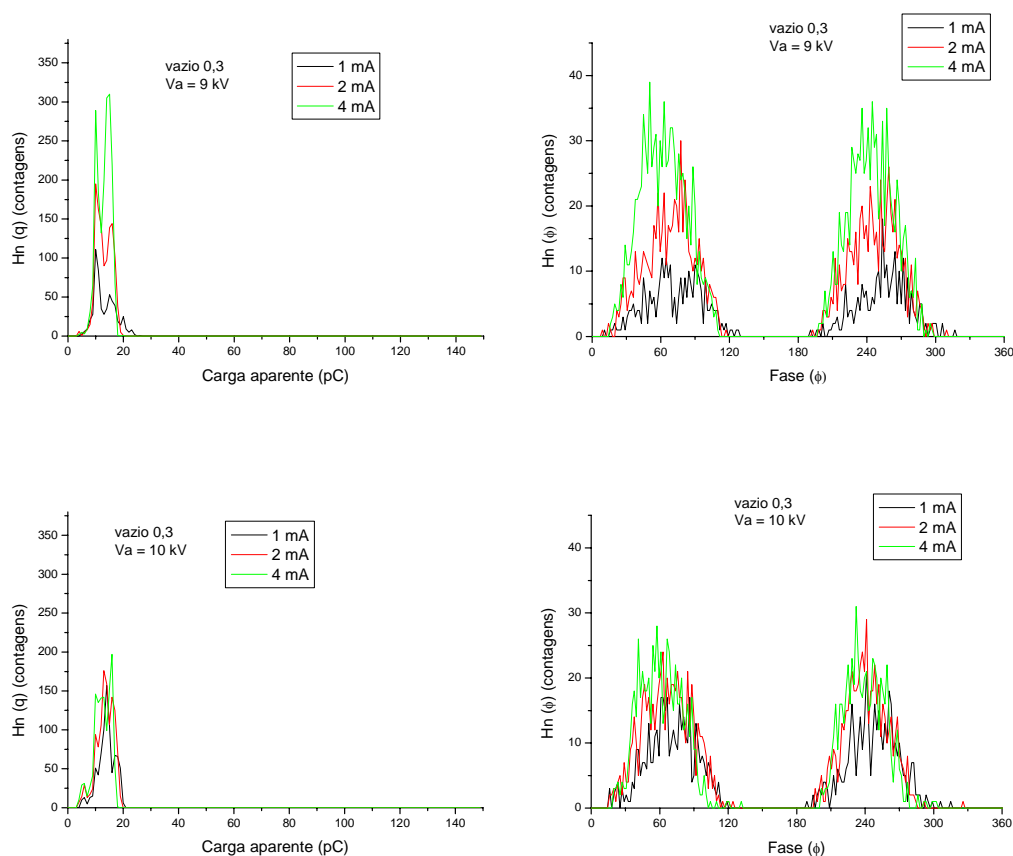 vazio 0,3
Va = 9 kV
1 mA
2 mA
4 mA
Hn (q) (contagens)
350
300
250
200
150
100
50
0
0 20 40 60 80 100 120 140
Carga aparente (pC)
vazio 0,3
Va = 9 kV
1 mA
2 mA
4 mA
Hn (ϕ) (contagens)
40
30
20
10
0
0 60 120 180 240 300 360
Fase (ϕ)
vazio 0,3
Va = 10 kV
1 mA
2 mA
4 mA
Hn (q) (contagens)
350
300
250
200
150
100
50
0
0 20 40 60 80 100 120 140
Carga aparente (pC)
vazio 0,3
Va = 10 kV
1 mA
2 mA
4 mA
Hn (ϕ) (contagens)
40
30
20
10
0
0 60 120 180 240 300 360
Fase (ϕ)